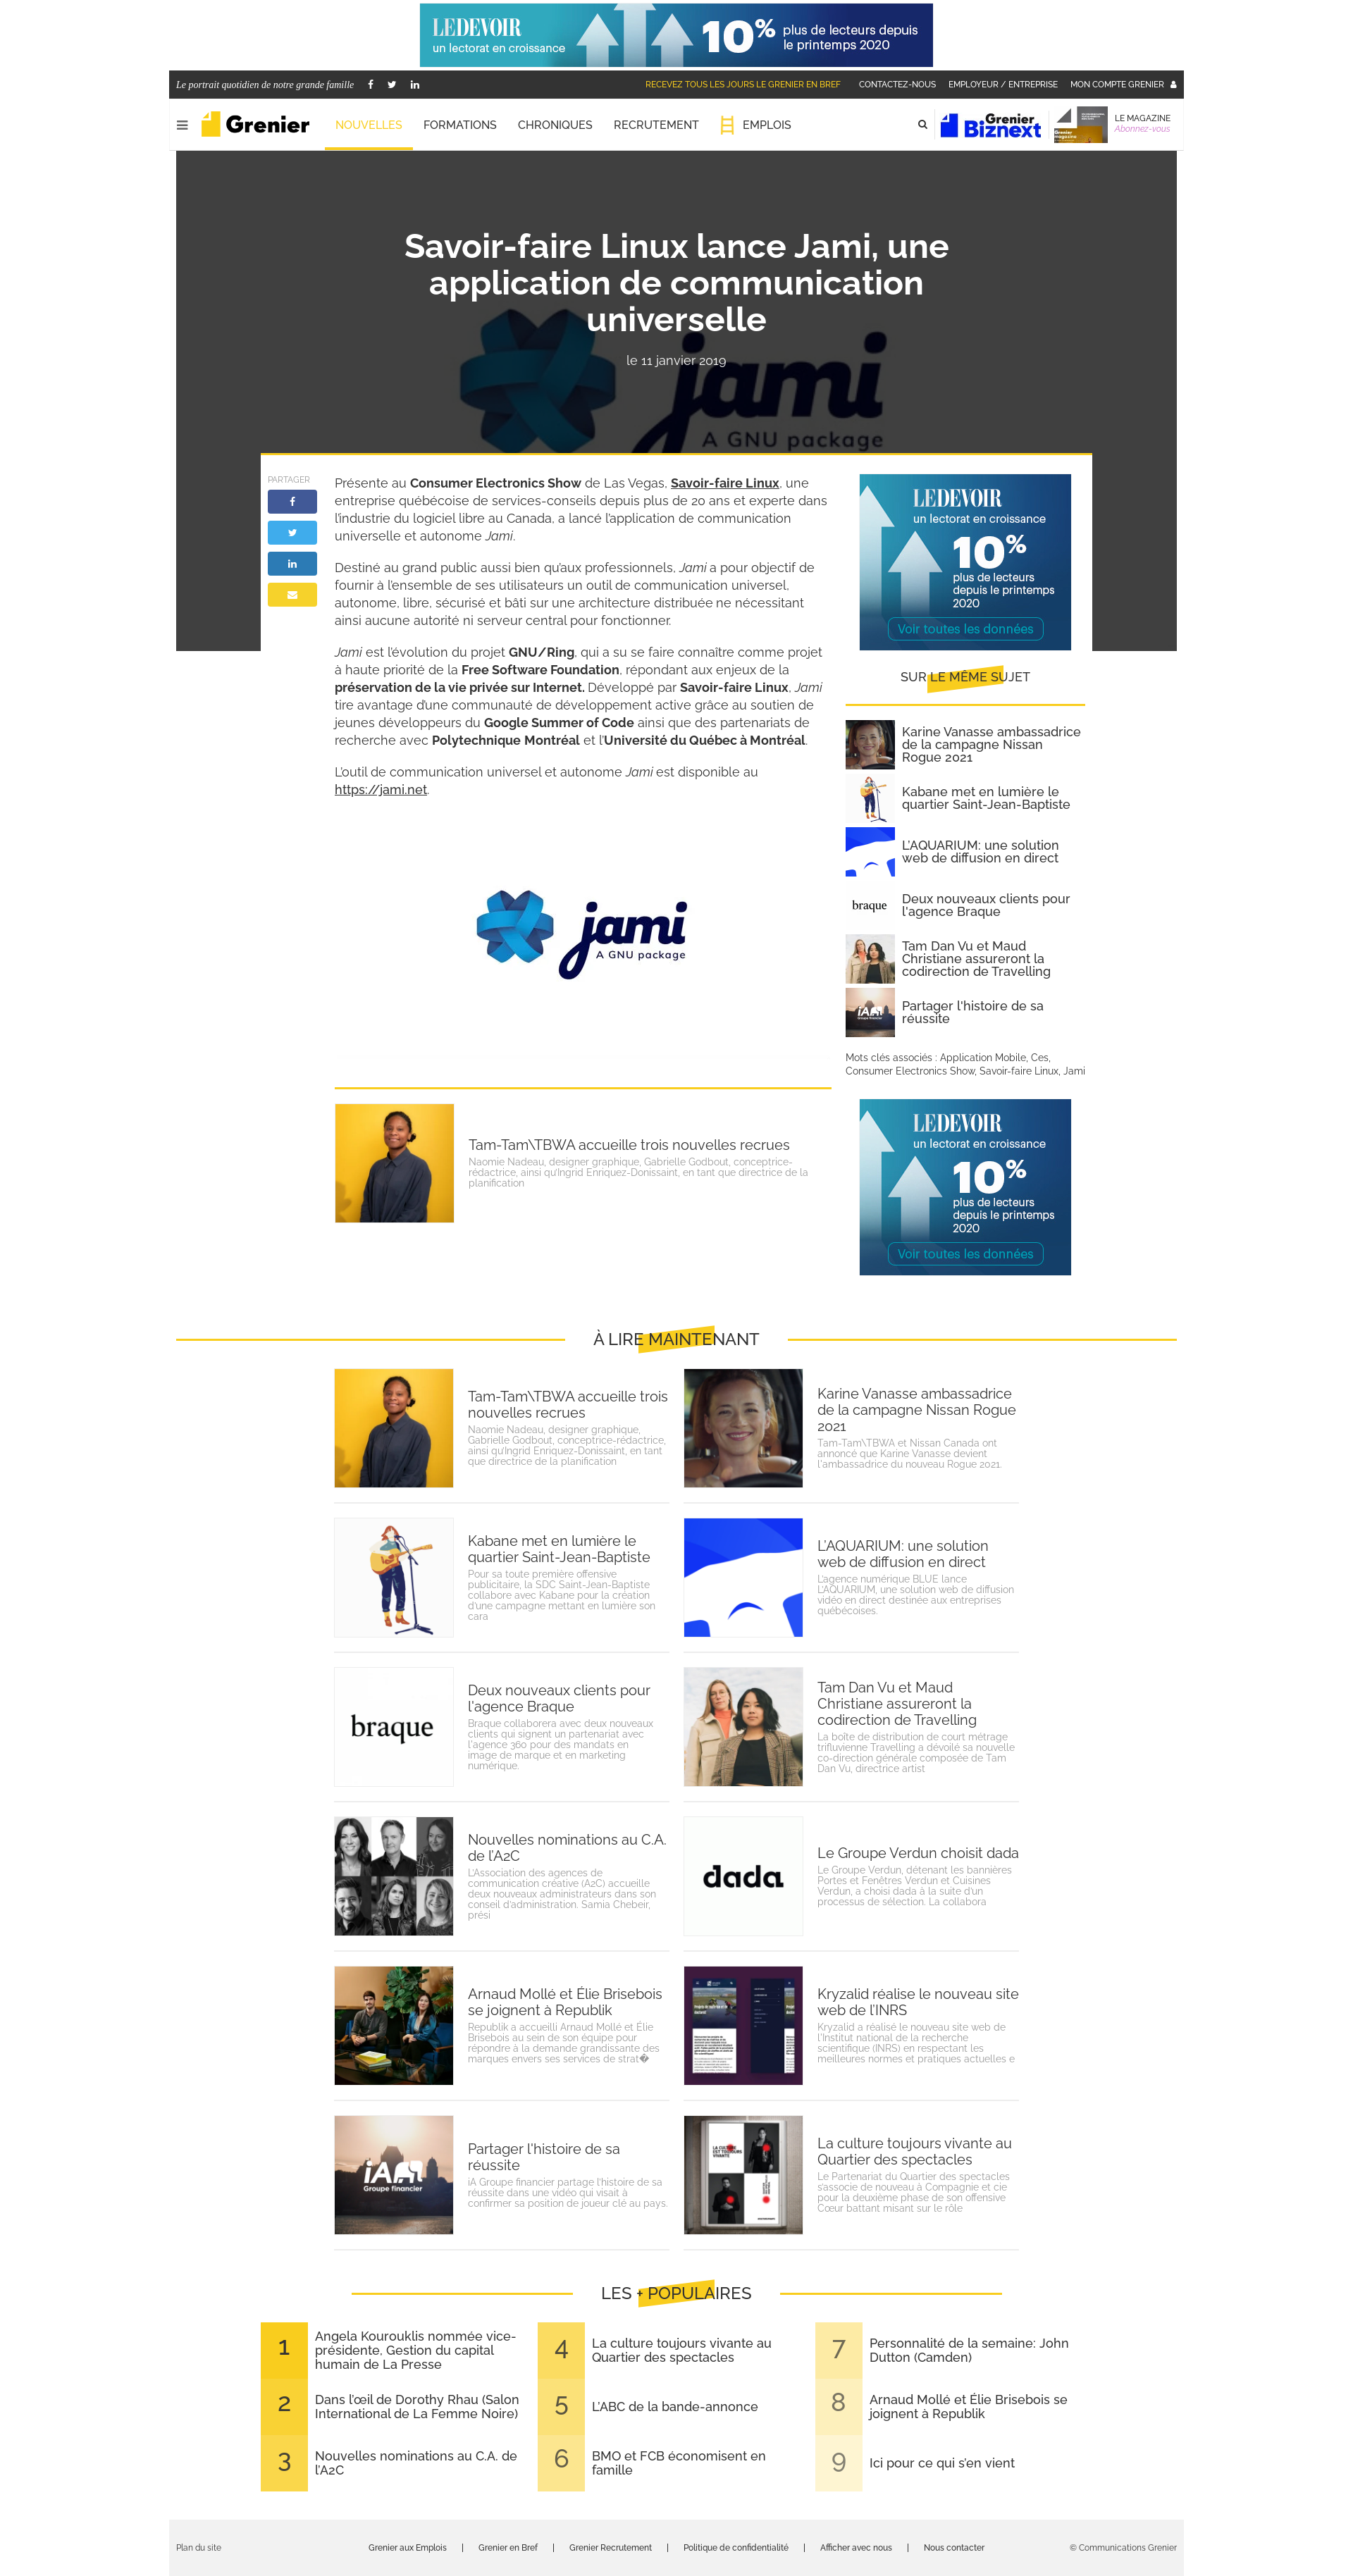 LE DEVOIR
un lectorat en croissance
10%
plus de lecteurs depuis
le printemps 2020
Le portrait quotidien de notre grande famille
RECEVEZ TOUS LES JOURS LE GRENIER EN BREF
CONTACTEZ-NOUS
EMPLOYEUR / ENTREPRISE
MON COMPTE GRENIER
Grenier
NOUVELLES
FORMATIONS
CHRONIQUES
RECRUTEMENT
EMPLOIS
Grenier
Biznext
LE MAGAZINE
Abonnez-vous
Savoir-faire Linux lance Jami, une
application de communication
universelle
le 11 janvier 2019
jami
A GNU package
PARTAGER
Présente au Consumer Electronics Show de Las Vegas, Savoir-faire Linux, une
entreprise québécoise de services-conseils depuis plus de 20 ans et experte dans
l'industrie du logiciel libre au Canada, a lancé l'application de communication
universelle et autonome Jami.
Destiné au grand public aussi bien qu'aux professionnels, Jami a pour objectif de
fournir à l'ensemble de ses utilisateurs un outil de communication universel,
autonome, libre, sécurisé et bâti sur une architecture distribuée ne nécessitant
ainsi aucune autorité ni serveur central pour fonctionner.
Jami est l'évolution du projet GNU/Ring, qui a su se faire connaître comme projet
à haute priorité de la Free Software Foundation, répondant aux enjeux de la
préservation de la vie privée sur Internet. Développé par Savoir-faire Linux, Jami
tire avantage d'une communauté de développement active grâce au soutien de
jeunes développeurs du Google Summer of Code ainsi que des partenariats de
recherche avec Polytechnique Montréal et l'Université du Québec à Montréal.
L'outil de communication universel et autonome Jami est disponible au
https://jami.net.
jami
A GNU package
LE DEVOIR
un lectorat en croissance
10%
plus de lecteurs
depuis le printemps
2020
Voir toutes les données
SUR LE MÊME SUJET
Karine Vanasse ambassadrice
de la campagne Nissan
Rogue 2021
Kabane met en lumière le
quartier Saint-Jean-Baptiste
L'AQUARIUM: une solution
web de diffusion en direct
braque
Deux nouveaux clients pour
l'agence Braque
Tam Dan Vu et Maud
Christiane assureront la
codirection de Travelling
iA
Groupe financier
Partager l'histoire de sa
réussite
Mots clés associés : Application Mobile, Ces,
Consumer Electronics Show, Savoir-faire Linux, Jami
Tam-Tam\TBWA accueille trois nouvelles recrues
Naomie Nadeau, designer graphique, Gabrielle Godbout, conceptrice-
rédactrice, ainsi qu'Ingrid Enriquez-Donissaint, en tant que directrice de la
planification
LE DEVOIR
un lectorat en croissance
10%
plus de lecteurs
depuis le printemps
2020
Voir toutes les données
À LIRE MAINTENANT
Tam-Tam\TBWA accueille trois
nouvelles recrues
Naomie Nadeau, designer graphique,
Gabrielle Godbout, conceptrice-rédactrice,
ainsi qu'Ingrid Enriquez-Donissaint, en tant
que directrice de la planification
Karine Vanasse ambassadrice
de la campagne Nissan Rogue
2021
Tam-Tam\TBWA et Nissan Canada ont
annoncé que Karine Vanasse devient
l'ambassadrice du nouveau Rogue 2021.
Kabane met en lumière le
quartier Saint-Jean-Baptiste
Pour sa toute première offensive
publicitaire, la SDC Saint-Jean-Baptiste
collabore avec Kabane pour la création
d'une campagne mettant en lumière son
cara
L'AQUARIUM: une solution
web de diffusion en direct
L'agence numérique BLUE lance
L'AQUARIUM, une solution web de diffusion
vidéo en direct destinée aux entreprises
québécoises.
braque
Deux nouveaux clients pour
l'agence Braque
Braque collaborera avec deux nouveaux
clients qui signent un partenariat avec
l'agence 360 pour des mandats en
image de marque et en marketing
numérique.
Tam Dan Vu et Maud
Christiane assureront la
codirection de Travelling
La boîte de distribution de court métrage
trifluvienne Travelling a dévoilé sa nouvelle
co-direction générale composée de Tam
Dan Vu, directrice artist
Nouvelles nominations au C.A.
de l'A2C
L'Association des agences de
communication créative (A2C) accueille
deux nouveaux administrateurs dans son
conseil d'administration. Samia Chebeir,
prési
dada
Le Groupe Verdun choisit dada
Le Groupe Verdun, détenant les bannières
Portes et Fenêtres Verdun et Cuisines
Verdun, a choisi dada à la suite d'un
processus de sélection. La collabora
Arnaud Mollé et Élie Brisebois
se joignent à Republik
Republik a accueilli Arnaud Mollé et Élie
Brisebois au sein de son équipe pour
répondre à la demande grandissante des
marques envers ses services de strat�
Kryzalid réalise le nouveau site
web de l'INRS
Kryzalid a réalisé le nouveau site web de
l'Institut national de la recherche
scientifique (INRS) en respectant les
meilleures normes et pratiques actuelles e
iA
Groupe financier
Partager l'histoire de sa
réussite
iA Groupe financier partage l'histoire de sa
réussite dans une vidéo qui visait à
confirmer sa position de joueur clé au pays.
LA CULTURE
EST TOUJOURS
VIVANTE
La culture toujours vivante au
Quartier des spectacles
Le Partenariat du Quartier des spectacles
s'associe de nouveau à Compagnie et cie
pour la deuxième phase de son offensive
Cœur battant misant sur le rôle
LES + POPULAIRES
1
Angela Kourouklis nommée vice-
présidente, Gestion du capital
humain de La Presse
2
Dans l'œil de Dorothy Rhau (Salon
International de La Femme Noire)
3
Nouvelles nominations au C.A. de
l'A2C
4
La culture toujours vivante au
Quartier des spectacles
5
L'ABC de la bande-annonce
6
BMO et FCB économisent en
famille
7
Personnalité de la semaine: John
Dutton (Camden)
8
Arnaud Mollé et Élie Brisebois se
joignent à Republik
9
Ici pour ce qui s'en vient
Plan du site
Grenier aux Emplois | Grenier en Bref | Grenier Recrutement | Politique de confidentialité | Afficher avec nous | Nous contacter
© Communications Grenier